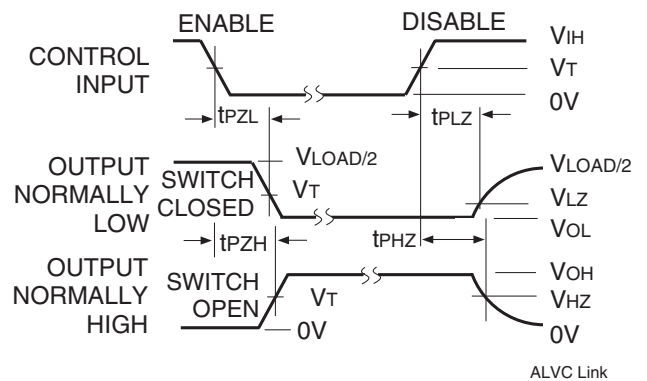 ENABLE DISABLE
CONTROL INPUT
VIH
VT
0V
tPZL
tPLZ
OUTPUT NORMALLY LOW
SWITCH CLOSED
VLOAD/2
VT
VLOAD/2
VLZ
VOL
tPZH
tPHZ
OUTPUT NORMALLY HIGH
SWITCH OPEN
VT
0V
VOH
VHZ
0V
ALVC Link